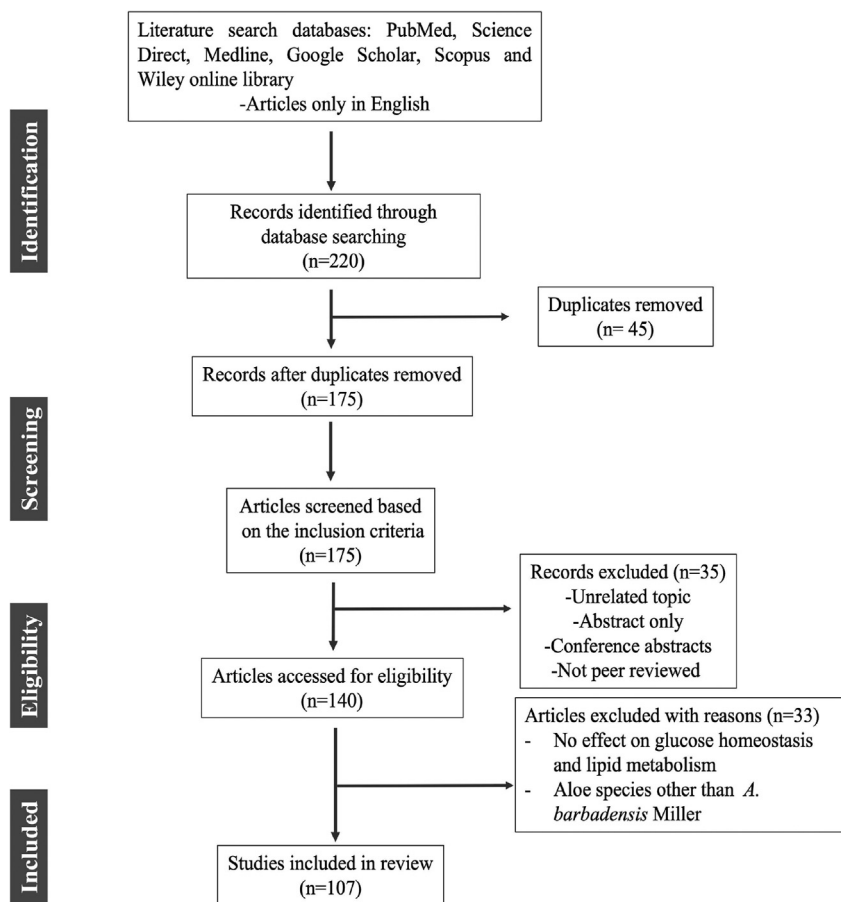 Literature search databases: PubMed, Science
Direct, Medline, Google Scholar, Scopus and
Wiley online library
-Articles only in English
Identification
Records identified through
database searching
(n=220)
Duplicates removed
(n= 45)
Records after duplicates removed
(n=175)
Screening
Articles screened based
on the inclusion criteria
(n=175)
Records excluded (n=35)
-Unrelated topic
-Abstract only
-Conference abstracts
-Not peer reviewed
Eligibility
Articles accessed for eligibility
(n=140)
Articles excluded with reasons (n=33)
- No effect on glucose homeostasis
and lipid metabolism
- Aloe species other than A.
barbadensis Miller
Included
Studies included in review
(n=107)